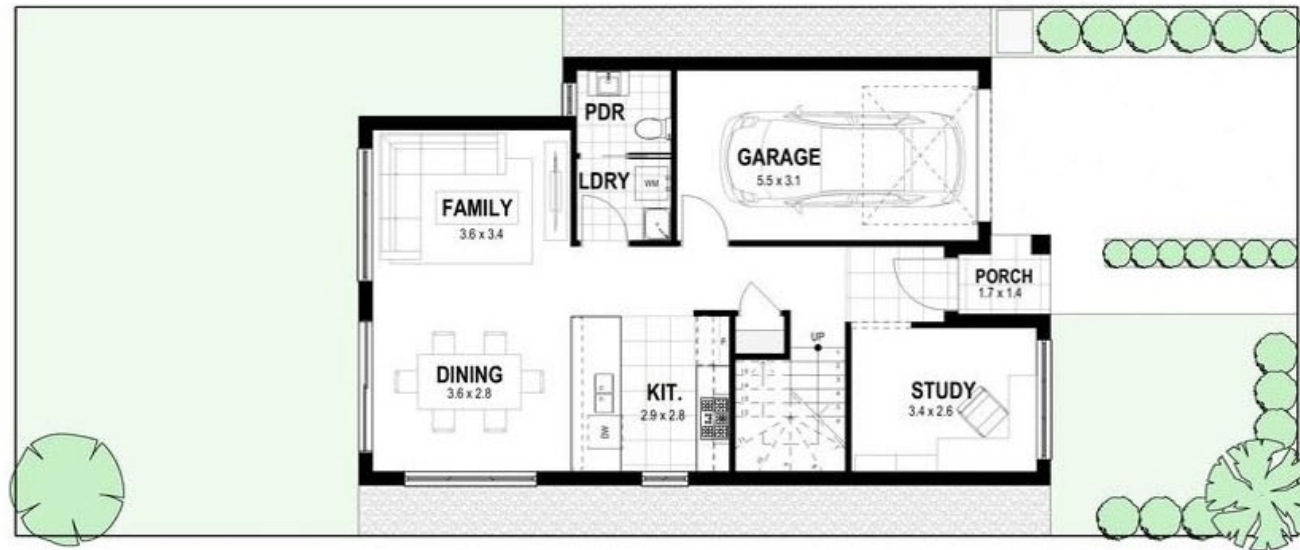 PDR
GARAGE
5.5 x 3.1
LDRY
WM
FAMILY
3.6 x 3.4
PORCH
1.7 x 1.4
UP
DINING
3.6 x 2.8
KIT.
2.9 x 2.8
DW
F
STUDY
3.4 x 2.6